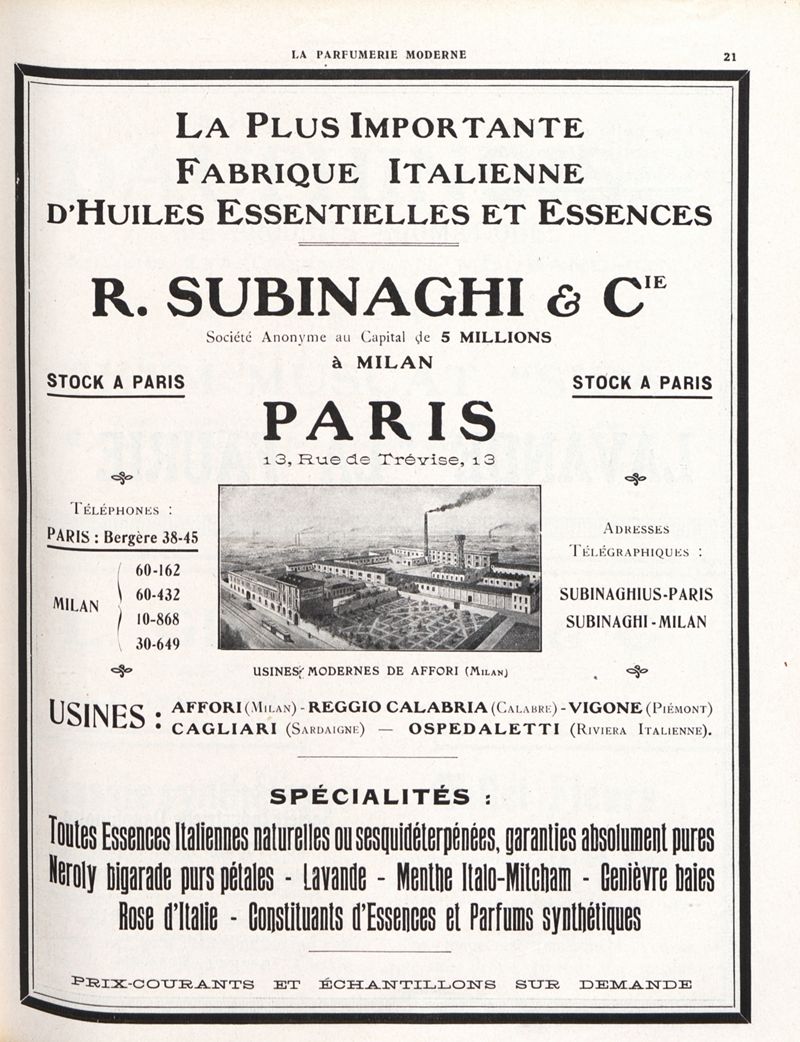 LA PARFUMERIE MODERNE 21
LA PLUS IMPORTANTE
FABRIQUE ITALIENNE
D'HUILES ESSENTIELLES ET ESSENCES
R. SUBINAGHI & CIE
Société Anonyme au Capital de 5 MILLIONS
à MILAN
STOCK A PARIS
STOCK A PARIS
PARIS
13, Rue de Trévise, 13
TÉLÉPHONES :
PARIS : Bergère 38-45
MILAN
60-162
60-432
10-868
30-649
USINES MODERNES DE AFFORI (MILAN)
ADRESSES
TÉLÉGRAPHIQUES :
SUBINAGHIUS-PARIS
SUBINAGHI-MILAN
USINES : AFFORI (MILAN) - REGGIO CALABRIA (CALABRE) - VIGONE (PIÉMONT)
CAGLIARI (SARDAIGNE) — OSPEDALETTI (RIVIERA ITALIENNE).
SPÉCIALITÉS :
Toutes Essences Italiennes naturelles ou sesquidéterpénées, garanties absolument pures
Neroly bigarade purs pétales - Lavande - Menthe Italo-Mitcham - Genièvre baies
Rose d'Italie - Constituants d'Essences et Parfums synthétiques
PRIX-COURANTS ET ÉCHANTILLONS SUR DEMANDE